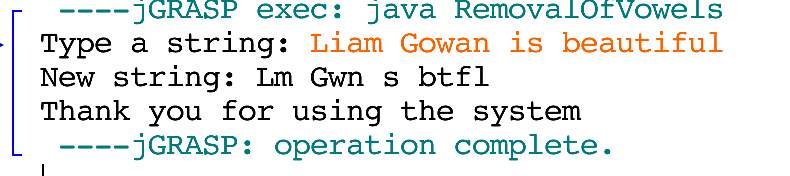 ----jGRASP exec: java RemovalOfVowels
Type a string: Liam Gowan is beautiful
New string: Lm Gwn s btfl
Thank you for using the system
----jGRASP: operation complete.